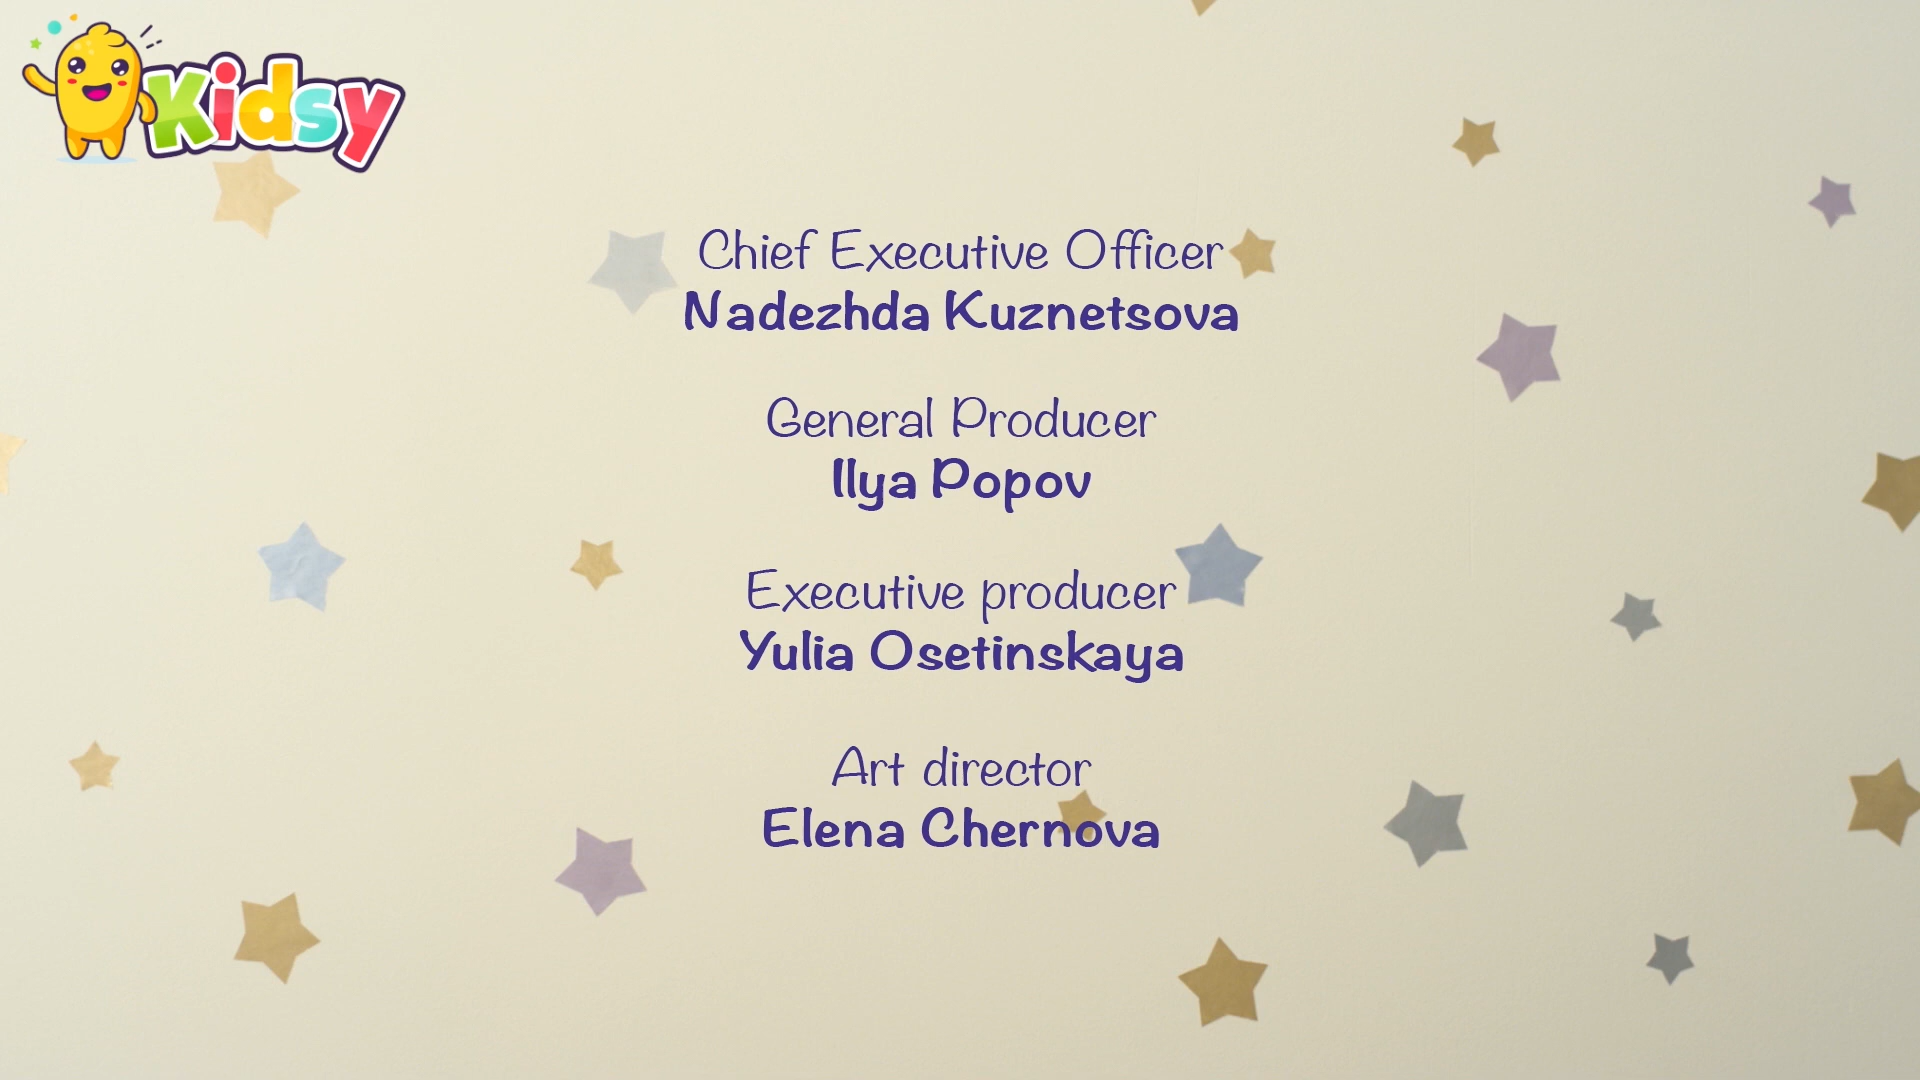 Kidsy
Chief Executive Officer
Nadezhda Kuznetsova
General Producer
Ilya Popov
Executive producer
Yulia Osetinskaya
Art director
Elena Chernova